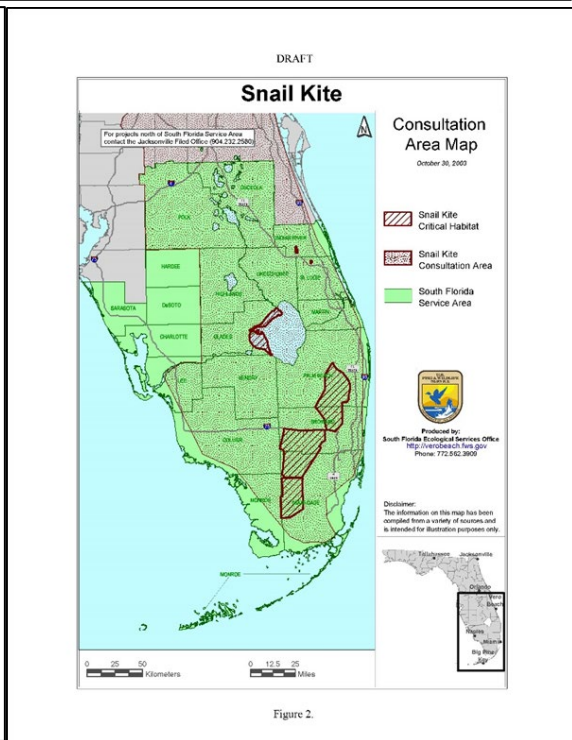 DRAFT
Snail Kite
For projects north of South Florida Service Area
contact the Jacksonville Filed Office (904.232.2580)
N
Consultation
Area Map
October 30, 2003
Snail Kite
Critical Habitat
Snail Kite
Consultation Area
South Florida
Service Area
OSCEOLA
POLK
INDIAN RIVER
HARDEE
OKEECHOBEE
ST. LUCIE
HIGHLANDS
SARASOTA
DeSOTO
MARTIN
CHARLOTTE
GLADES
LEE
HENDRY
PALM BEACH
BROWARD
COLLIER
MONROE
MIAMI-DADE
MONROE
Produced by:
South Florida Ecological Services Office
http://verobeach.fws.gov
Phone: 772.562.3909
Disclaimer:
The information on this map has been
compiled from a variety of sources and
is intended for illustration purposes only.
Tallahassee
Jacksonville
Orlando
Vero
Beach
Naples
Miami
Big Pine
Key
0 25 50
Kilometers
0 12.5 25
Miles
Figure 2.